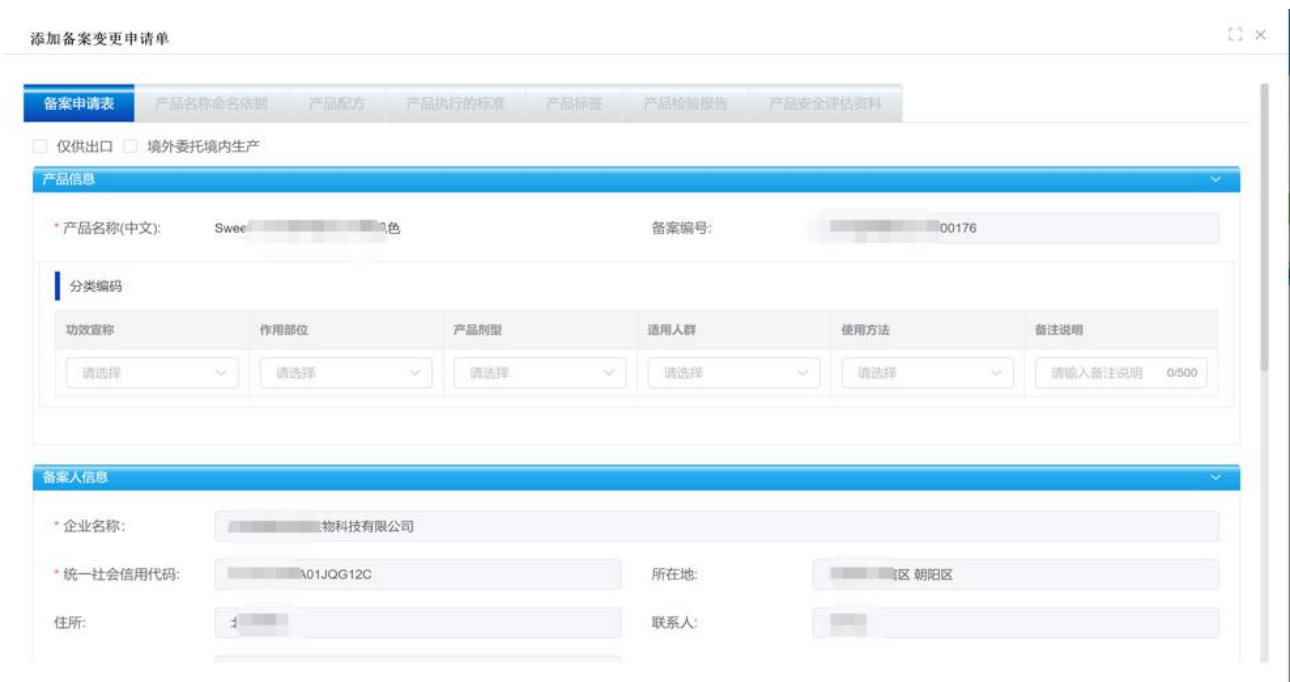 添加备案变更申请单
备案申请表 产品名称命名依据 产品配方 产品执行的标准 产品标签 产品检验报告 产品安全评估资料
仅供出口 境外委托境内生产
产品信息
* 产品名称(中文): Swee 色 备案编号: 00176
分类编码
功效宣称 作用部位 产品剂型 适用人群 使用方法 备注说明
请选择 请选择 请选择 请选择 请选择 请输入备注说明 0/500
备案人信息
* 企业名称: 物科技有限公司
* 统一社会信用代码: 01JQG12C 所在地: 区 朝阳区
住所: 联系人: